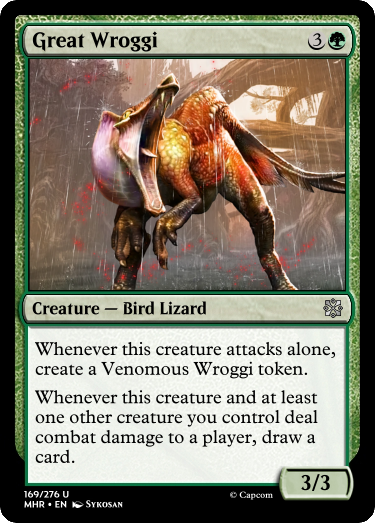 Great Wroggi 3
Creature — Bird Lizard
Whenever this creature attacks alone,
create a Venomous Wroggi token.
Whenever this creature and at least
one other creature you control deal
combat damage to a player, draw a
card.
3/3
169/276 U
MHR • EN Sykosan
© Capcom